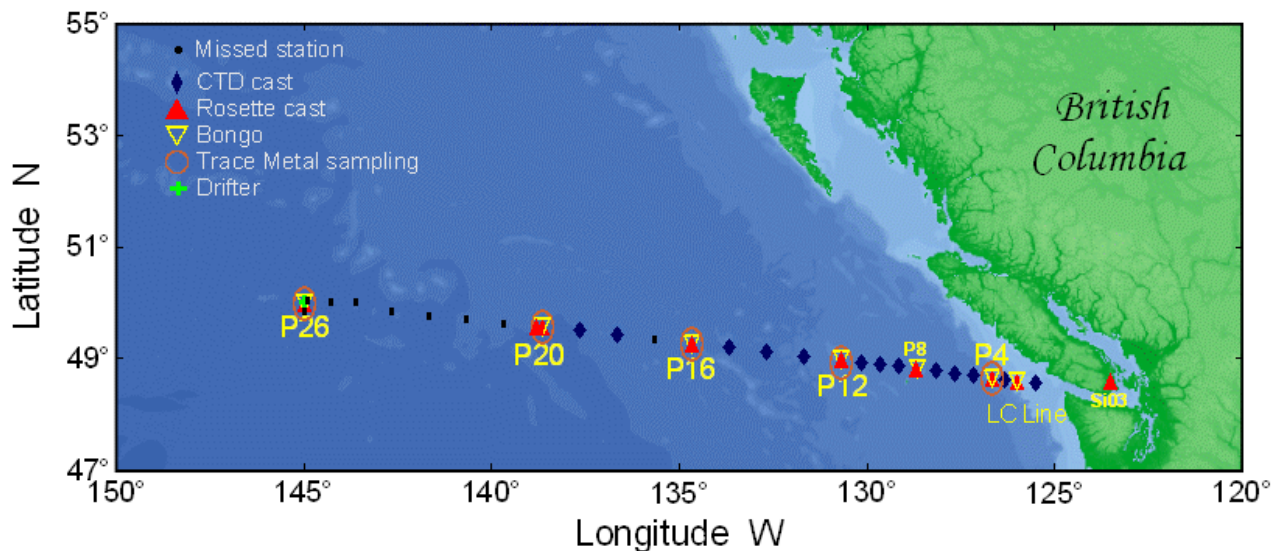 55°
53°
51°
49°
47°
Latitude N
Missed station
CTD cast
Rosette cast
Bongo
Trace Metal sampling
Drifter
British
Columbia
P26
P20
P16
P12
P8
P4
LC Line
Si03
150°
145°
140°
135°
130°
125°
120°
Longitude W